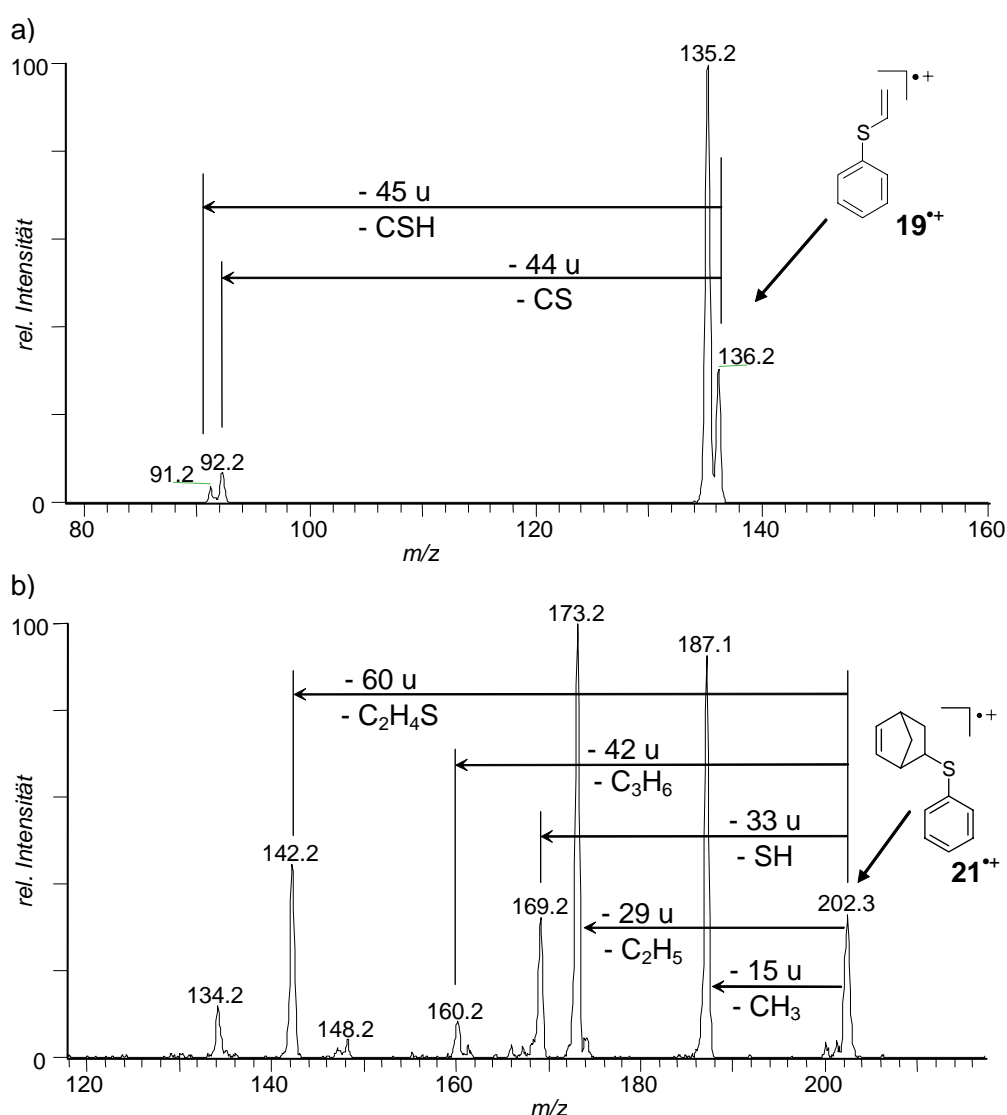 a)
100
135.2
S
19•+
- 45 u
- CSH
- 44 u
- CS
136.2
91.2
92.2
rel. Intensität
0
80
100
120
140
160
m/z
b)
100
173.2
187.1
- 60 u
- C₂H₄S
- 42 u
- C₃H₆
S
- 33 u
- SH
21•+
142.2
169.2
202.3
- 29 u
- C₂H₅
- 15 u
- CH₃
134.2
148.2
160.2
rel. Intensität
0
120
140
160
180
200
m/z